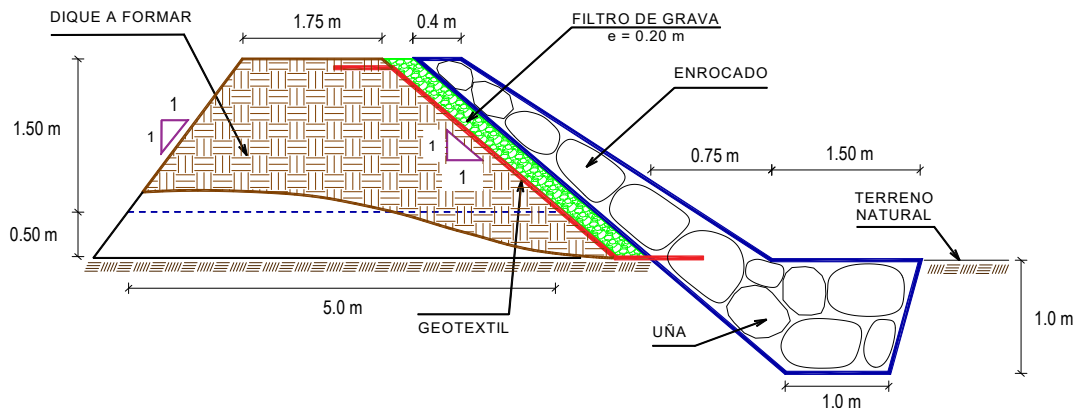 DIQUE A FORMAR
1.75 m
0.4 m
FILTRO DE GRAVA
e = 0.20 m
ENROCADO
1
1
1.50 m
1
1
0.75 m
1.50 m
TERRENO
NATURAL
0.50 m
5.0 m
GEOTEXTIL
UÑA
1.0 m
1.0 m